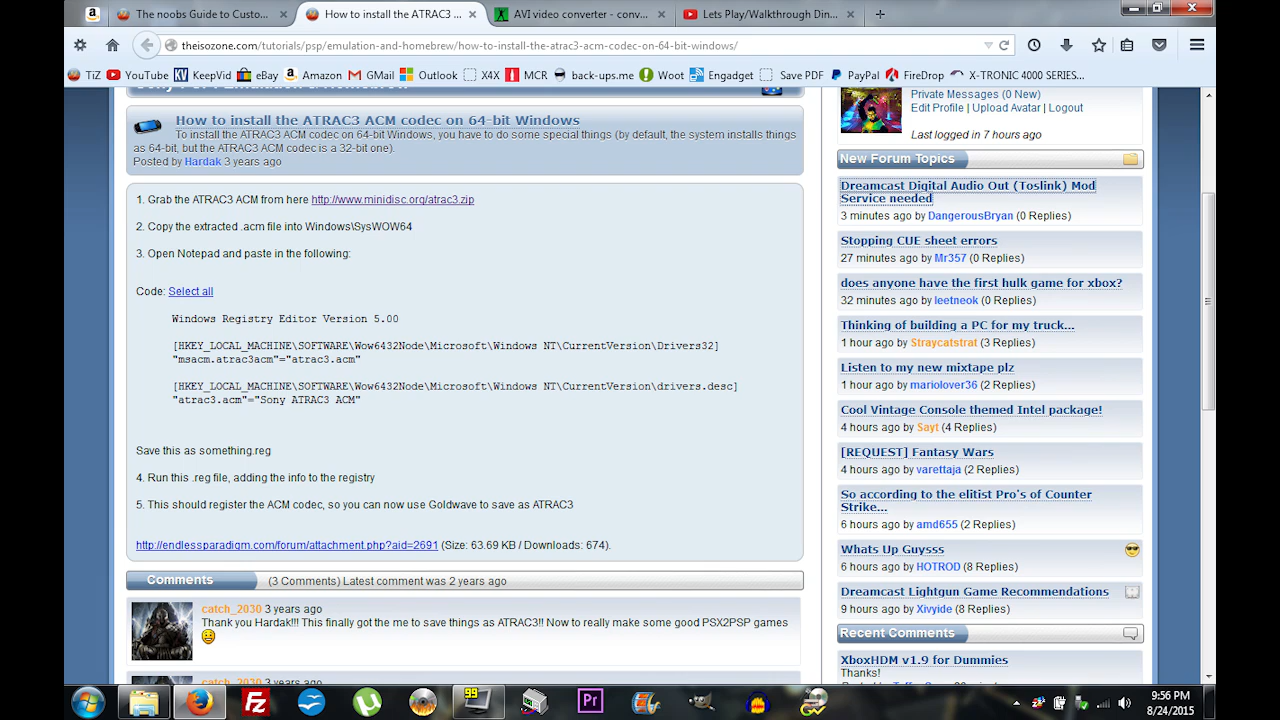 The noobs Guide to Custo...
How to install the ATRAC3 ...
AVI video converter - conv...
Lets Play/Walkthrough Din...
theisozone.com/tutorials/psp/emulation-and-homebrew/how-to-install-the-atrac3-acm-codec-on-64-bit-windows/
TiZ YouTube KeepVid eBay Amazon GMail Outlook X4X MCR back-ups.me Woot Engadget Save PDF PayPal FireDrop X-TRONIC 4000 SERIES...
How to install the ATRAC3 ACM codec on 64-bit Windows
To install the ATRAC3 ACM codec on 64-bit Windows, you have to do some special things (by default, the system installs things
as 64-bit, but the ATRAC3 ACM codec is a 32-bit one).
Posted by Hardak 3 years ago
1. Grab the ATRAC3 ACM from here http://www.minidisc.org/atrac3.zip
2. Copy the extracted .acm file into Windows\SysWOW64
3. Open Notepad and paste in the following:
Code: Select all
Windows Registry Editor Version 5.00
[HKEY_LOCAL_MACHINE\SOFTWARE\Wow6432Node\Microsoft\Windows NT\CurrentVersion\Drivers32]
"msacm.atrac3acm"="atrac3.acm"
[HKEY_LOCAL_MACHINE\SOFTWARE\Wow6432Node\Microsoft\Windows NT\CurrentVersion\drivers.desc]
"atrac3.acm"="Sony ATRAC3 ACM"
Save this as something.reg
4. Run this .reg file, adding the info to the registry
5. This should register the ACM codec, so you can now use Goldwave to save as ATRAC3
http://endlessparadigm.com/forum/attachment.php?aid=2691 (Size: 63.69 KB / Downloads: 674).
Comments (3 Comments) Latest comment was 2 years ago
catch_2030 3 years ago
Thank you Hardak!!! This finally got the me to save things as ATRAC3!! Now to really make some good PSX2PSP games
catch_2030 3 years ago
Private Messages (0 New)
Edit Profile | Upload Avatar | Logout
Last logged in 7 hours ago
New Forum Topics
Dreamcast Digital Audio Out (Toslink) Mod
Service needed
3 minutes ago by DangerousBryan (0 Replies)
Stopping CUE sheet errors
27 minutes ago by Mr357 (0 Replies)
does anyone have the first hulk game for xbox?
32 minutes ago by leetneok (0 Replies)
Thinking of building a PC for my truck...
1 hour ago by Straycatstrat (3 Replies)
Listen to my new mixtape plz
1 hour ago by mariolover36 (2 Replies)
Cool Vintage Console themed Intel package!
4 hours ago by Sayt (4 Replies)
[REQUEST] Fantasy Wars
4 hours ago by varettaja (2 Replies)
So according to the elitist Pro's of Counter
Strike...
6 hours ago by amd655 (2 Replies)
Whats Up Guysss
6 hours ago by HOTROD (8 Replies)
Dreamcast Lightgun Game Recommendations
9 hours ago by Xivyide (8 Replies)
Recent Comments
XboxHDM v1.9 for Dummies
Thanks!
99
Pr
9:56 PM
8/24/2015